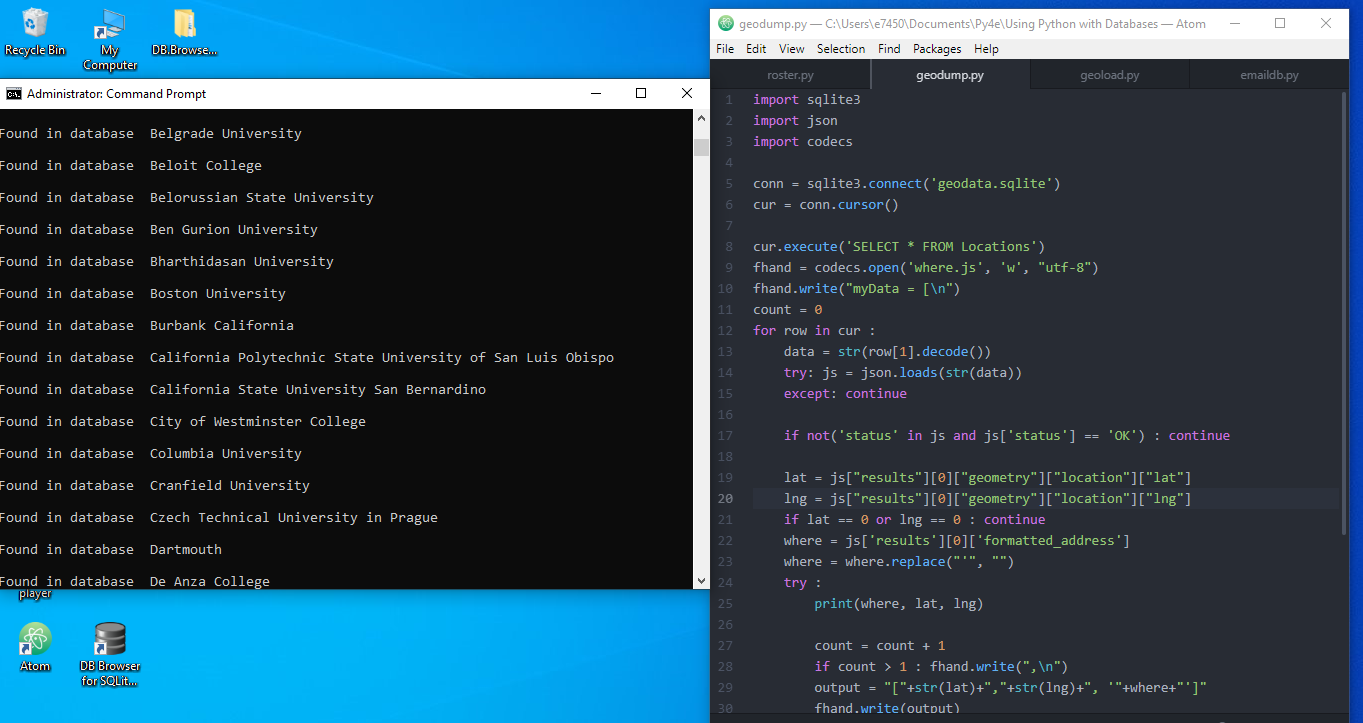 Recycle Bin
My
Computer
DB.Browse...
Administrator: Command Prompt
Found in database  Belgrade University
Found in database  Beloit College
Found in database  Belorussian State University
Found in database  Ben Gurion University
Found in database  Bharthidasan University
Found in database  Boston University
Found in database  Burbank California
Found in database  California Polytechnic State University of San Luis Obispo
Found in database  California State University San Bernardino
Found in database  City of Westminster College
Found in database  Columbia University
Found in database  Cranfield University
Found in database  Czech Technical University in Prague
Found in database  Dartmouth
Found in database  De Anza College
player
Atom
DB Browser
for SQLit...
geodump.py — C:\Users\e7450\Documents\Py4e\Using Python with Databases — Atom
File Edit View Selection Find Packages Help
roster.py geodump.py geoload.py emaildb.py
1 import sqlite3
2 import json
3 import codecs
4
5 conn = sqlite3.connect('geodata.sqlite')
6 cur = conn.cursor()
7
8 cur.execute('SELECT * FROM Locations')
9 fhand = codecs.open('where.js', 'w', "utf-8")
10 fhand.write("myData = [\n")
11 count = 0
12 for row in cur :
13     data = str(row[1].decode())
14     try: js = json.loads(str(data))
15     except: continue
16
17     if not('status' in js and js['status'] == 'OK') : continue
18
19     lat = js["results"][0]["geometry"]["location"]["lat"]
20     lng = js["results"][0]["geometry"]["location"]["lng"]
21     if lat == 0 or lng == 0 : continue
22     where = js['results'][0]['formatted_address']
23     where = where.replace("'", "")
24     try :
25         print(where, lat, lng)
26
27         count = count + 1
28         if count > 1 : fhand.write(",\n")
29         output = "["+str(lat)+","+str(lng)+", '"+where+"']"
30         fhand.write(output)